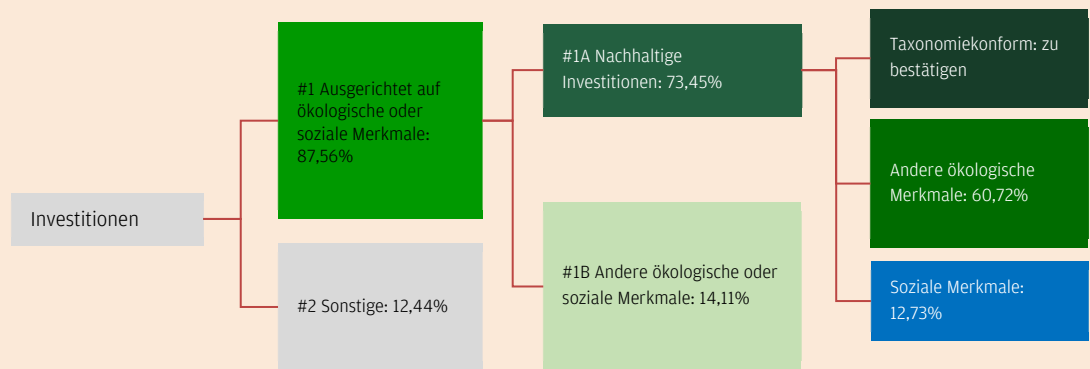 Investitionen
#1 Ausgerichtet auf
ökologische oder
soziale Merkmale:
87,56%
#2 Sonstige: 12,44%
#1A Nachhaltige
Investitionen: 73,45%
#1B Andere ökologische oder
soziale Merkmale: 14,11%
Taxonomiekonform: zu
bestätigen
Andere ökologische
Merkmale: 60,72%
Soziale Merkmale:
12,73%